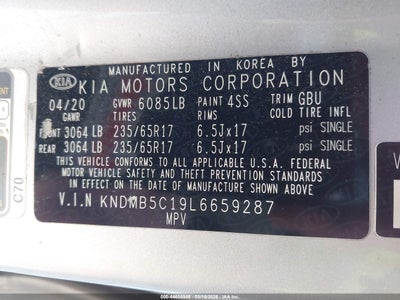 MANUFACTURED IN KOREA BY
KIA KIA MOTORS CORPORATION
04/20 GVWR 6085LB PAINT 4SS TRIM GBU
GAWR TIRES RIMS COLD TIRE INFL
FRONT 3064 LB 235/65R17 6.5Jx17 psi SINGLE
REAR 3064 LB 235/65R17 6.5Jx17 psi SINGLE
THIS VEHICLE CONFORMS TO ALL APPLICABLE U.S.A. FEDERAL
MOTOR VEHICLE SAFETY, BUMPER, AND THEFT PREVENTION
STANDARDS IN EFFECT ON THE DATE OF MANUFACTURE SHOWN ABOVE
V.I.N KNDMB5C19L6659287
MPV
C70